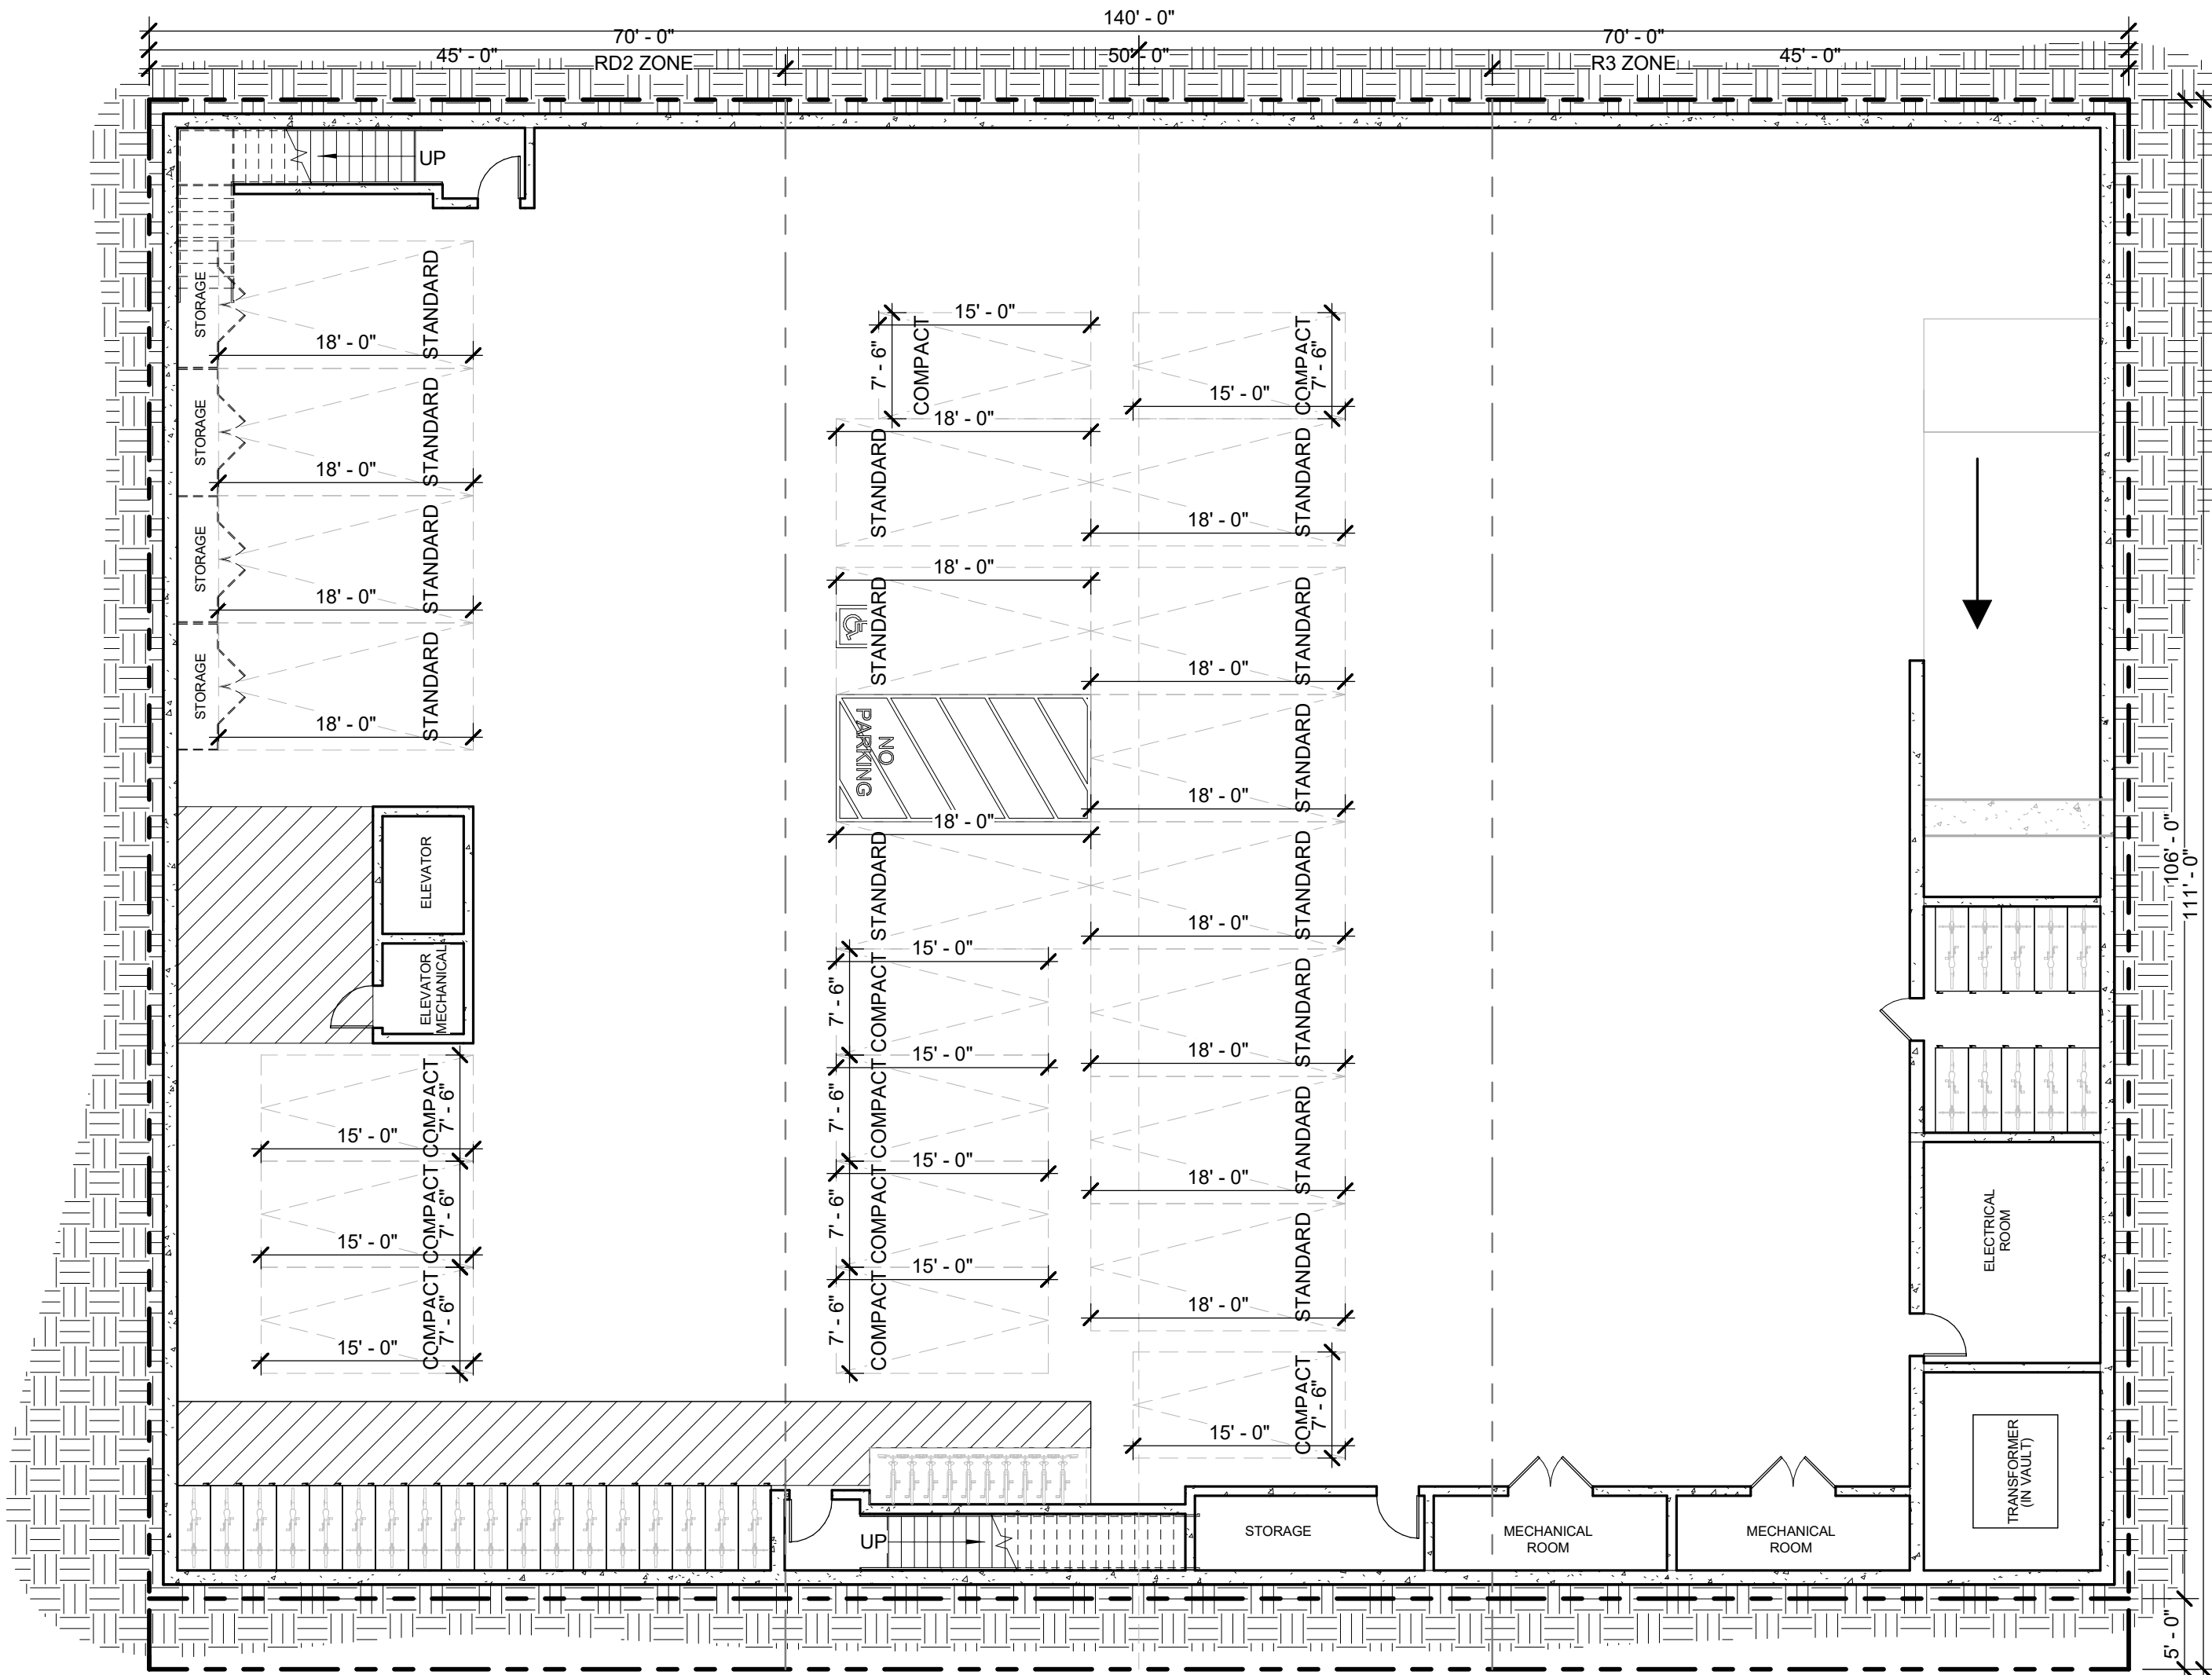 140' - 0"
70' - 0"
70' - 0"
45' - 0"
50' - 0"
45' - 0"
RD2 ZONE
R3 ZONE
UP
STORAGE
18' - 0"
STANDARD
STORAGE
18' - 0"
STANDARD
STORAGE
18' - 0"
STANDARD
STORAGE
18' - 0"
STANDARD
ELEVATOR
ELEVATOR
MECHANICAL
COMPACT
7' - 6"
15' - 0"
COMPACT
7' - 6"
15' - 0"
COMPACT
7' - 6"
15' - 0"
15' - 0"
7' - 6"
COMPACT
18' - 0"
STANDARD
18' - 0"
STANDARD
NO
PARKING
18' - 0"
STANDARD
15' - 0"
7' - 6"
COMPACT
15' - 0"
7' - 6"
COMPACT
15' - 0"
7' - 6"
COMPACT
15' - 0"
7' - 6"
COMPACT
COMPACT
7' - 6"
15' - 0"
STANDARD
18' - 0"
STANDARD
18' - 0"
STANDARD
18' - 0"
STANDARD
18' - 0"
STANDARD
18' - 0"
STANDARD
18' - 0"
STANDARD
18' - 0"
COMPACT
7' - 6"
15' - 0"
UP
STORAGE
MECHANICAL
ROOM
MECHANICAL
ROOM
ELECTRICAL
ROOM
TRANSFORMER
(IN VAULT)
106' - 0"
111' - 0"
5' - 0"